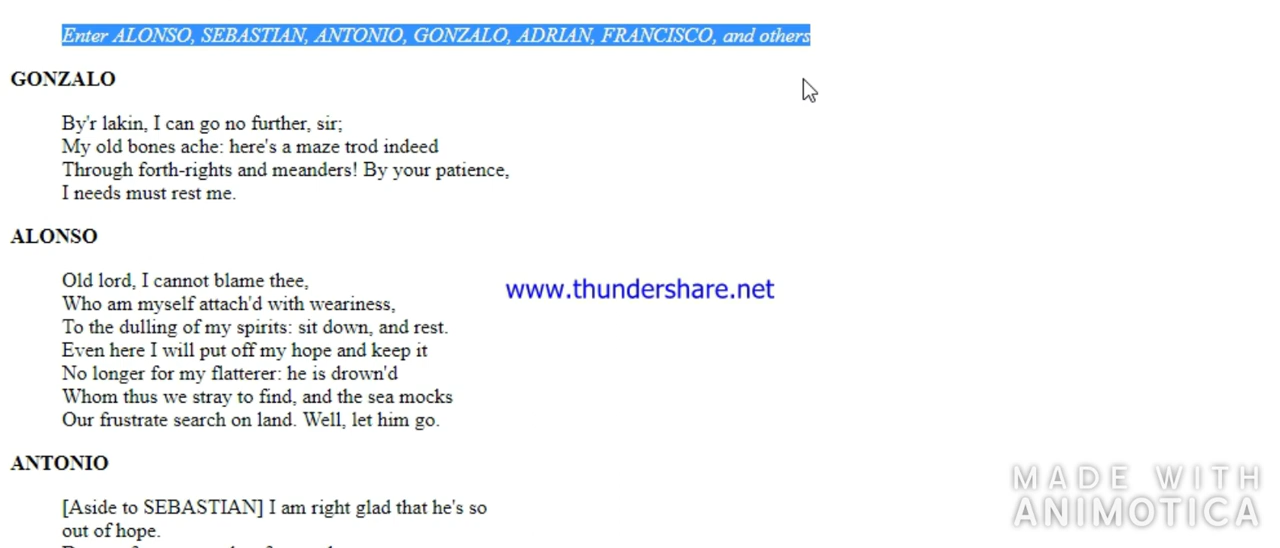 Enter ALONSO, SEBASTIAN, ANTONIO, GONZALO, ADRIAN, FRANCISCO, and others
GONZALO
By'r lakin, I can go no further, sir;
My old bones ache: here's a maze trod indeed
Through forth-rights and meanders! By your patience,
I needs must rest me.
ALONSO
Old lord, I cannot blame thee,
Who am myself attach'd with weariness,
To the dulling of my spirits: sit down, and rest.
Even here I will put off my hope and keep it
No longer for my flatterer: he is drown'd
Whom thus we stray to find, and the sea mocks
Our frustrate search on land. Well, let him go.
www.thundershare.net
ANTONIO
[Aside to SEBASTIAN] I am right glad that he's so
out of hope.
MADE WITH
ANIMOTICA